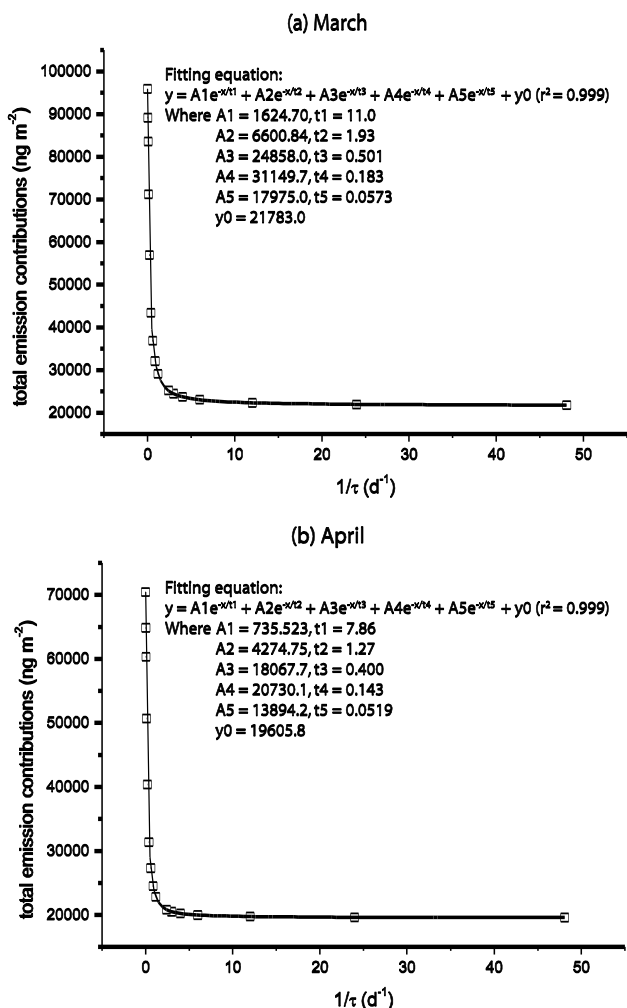 (a) March
100000
90000
80000
70000
60000
50000
40000
30000
20000
total emission contributions (ng m⁻²)
Fitting equation:
y = A1e^-x/t1 + A2e^-x/t2 + A3e^-x/t3 + A4e^-x/t4 + A5e^-x/t5 + y0 (r² = 0.999)
Where A1 = 1624.70, t1 = 11.0
A2 = 6600.84, t2 = 1.93
A3 = 24858.0, t3 = 0.501
A4 = 31149.7, t4 = 0.183
A5 = 17975.0, t5 = 0.0573
y0 = 21783.0
0 10 20 30 40 50
1/τ (d⁻¹)
(b) April
70000
60000
50000
40000
30000
20000
total emission contributions (ng m⁻²)
Fitting equation:
y = A1e^-x/t1 + A2e^-x/t2 + A3e^-x/t3 + A4e^-x/t4 + A5e^-x/t5 + y0 (r² = 0.999)
Where A1 = 735.523, t1 = 7.86
A2 = 4274.75, t2 = 1.27
A3 = 18067.7, t3 = 0.400
A4 = 20730.1, t4 = 0.143
A5 = 13894.2, t5 = 0.0519
y0 = 19605.8
0 10 20 30 40 50
1/τ (d⁻¹)